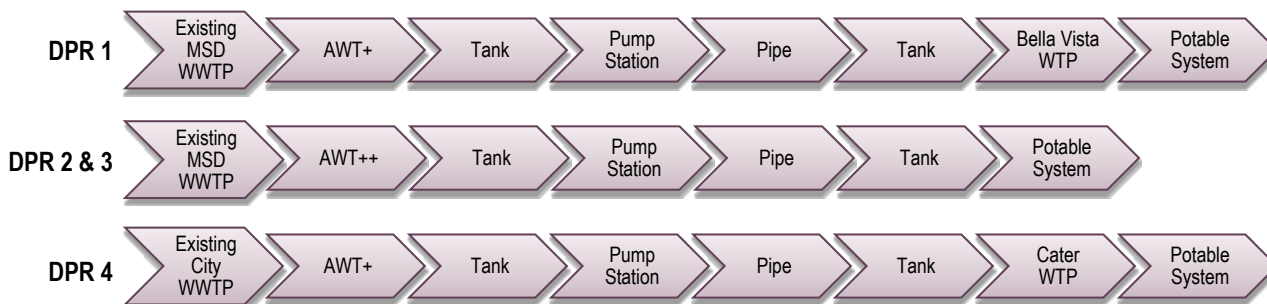 DPR 1
Existing
MSD
WWTP
AWT+
Tank
Pump
Station
Pipe
Tank
Bella Vista
WTP
Potable
System
DPR 2 & 3
Existing
MSD
WWTP
AWT++
Tank
Pump
Station
Pipe
Tank
Potable
System
DPR 4
Existing
City
WWTP
AWT+
Tank
Pump
Station
Pipe
Tank
Cater
WTP
Potable
System